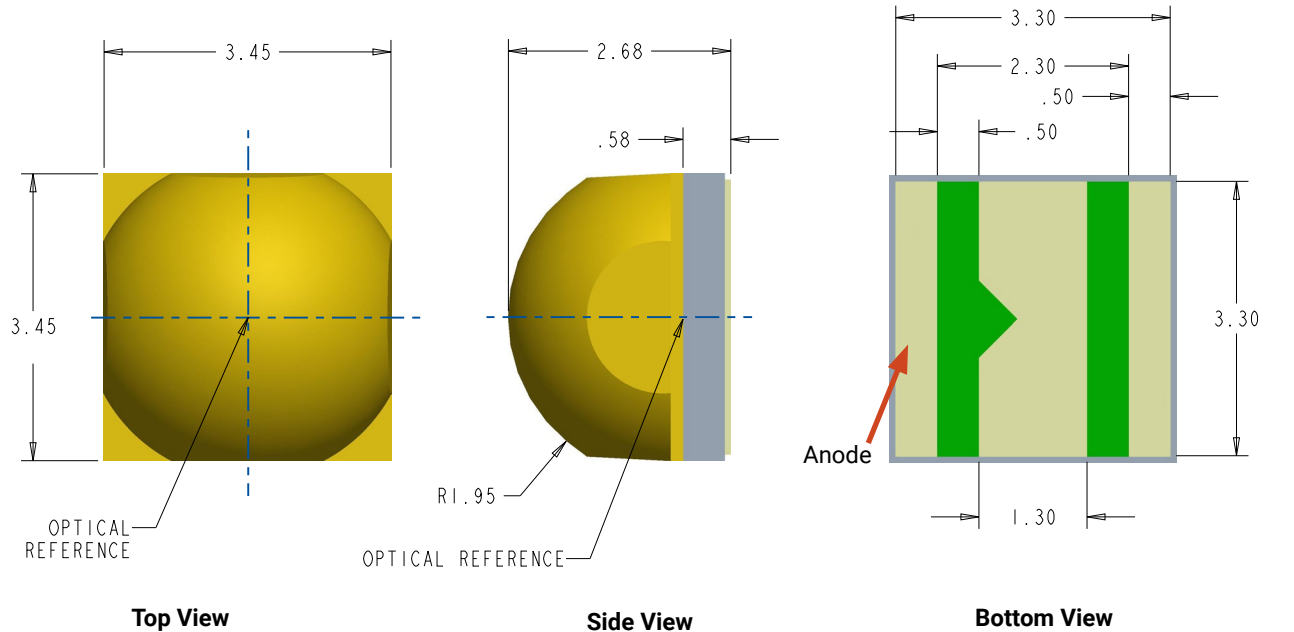 3.45
3.45
OPTICAL
REFERENCE
Top View
2.68
.58
R1.95
OPTICAL REFERENCE
Side View
3.30
2.30
.50
.50
3.30
Anode
1.30
Bottom View